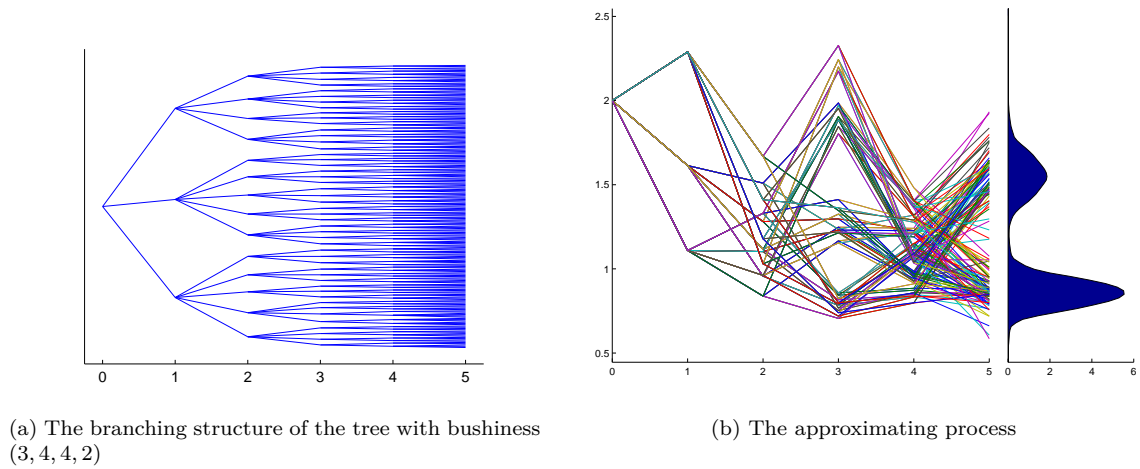 0 1 2 3 4 5
2.5
2
1.5
1
0.5
0 1 2 3 4 5
0 2 4 6
(a) The branching structure of the tree with bushiness
(3, 4, 4, 2)
(b) The approximating process